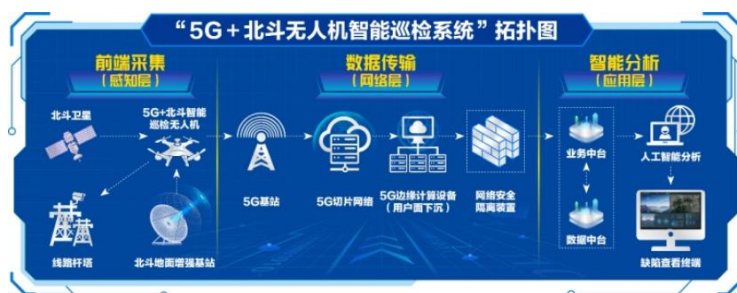 “5G+北斗无人机智能巡检系统”拓扑图
前端采集
(感知层)
数据传输
(网络层)
智能分析
(应用层)
北斗卫星
5G+北斗智能
巡检无人机
线路杆塔
北斗地面增强基站
5G基站
5G切片网络
5G边缘计算设备
(用户面下沉)
网络安全
隔离装置
业务中台
数据中台
人工智能分析
缺陷查看终端